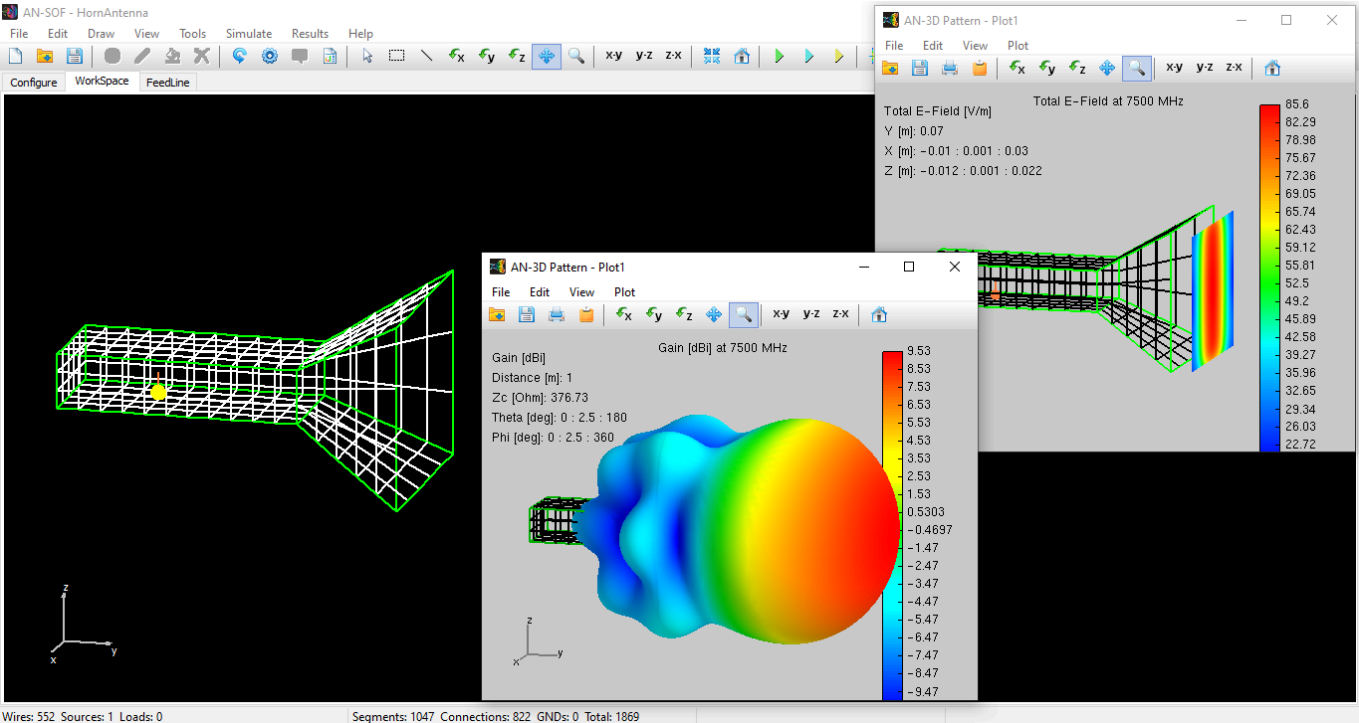 AN-SOF - HornAntenna
File Edit Draw View Tools Simulate Results Help
x y z x-y y-z z-x
Configure WorkSpace FeedLine
z
x
y
AN-3D Pattern - Plot1
File Edit View Plot
x y z x-y y-z z-x
Total E-Field at 7500 MHz
Total E-Field [V/m]
Y [m]: 0.07
X [m]: -0.01 : 0.001 : 0.03
Z [m]: -0.012 : 0.001 : 0.022
85.6
82.29
78.98
75.67
72.36
69.05
65.74
62.43
59.12
55.81
52.5
49.2
45.89
42.58
39.27
35.96
32.65
29.34
26.03
22.72
AN-3D Pattern - Plot1
File Edit View Plot
x y z x-y y-z z-x
Gain [dBi] at 7500 MHz
Gain [dBi]
Distance [m]: 1
Zc [Ohm]: 376.73
Theta [deg]: 0 : 2.5 : 180
Phi [deg]: 0 : 2.5 : 360
9.53
8.53
7.53
6.53
5.53
4.53
3.53
2.53
1.53
0.5303
-0.4697
-1.47
-2.47
-3.47
-4.47
-5.47
-6.47
-7.47
-8.47
-9.47
z
x
y
Wires: 552 Sources: 1 Loads: 0
Segments: 1047 Connections: 822 GNDs: 0 Total: 1869